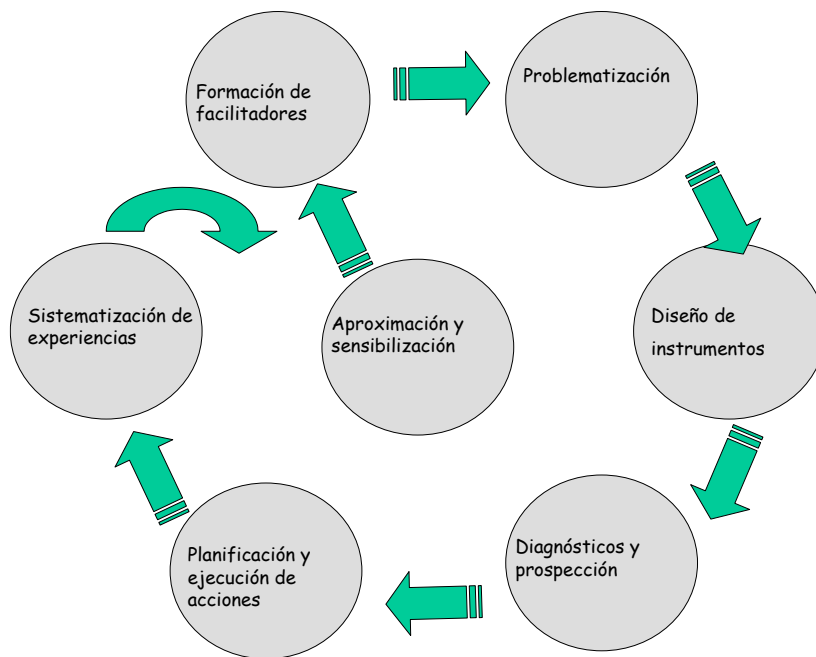 Formación de
facilitadores
Problematización
Sistematización de
experiencias
Aproximación y
sensibilización
Diseño de
instrumentos
Planificación y
ejecución de
acciones
Diagnósticos y
prospección